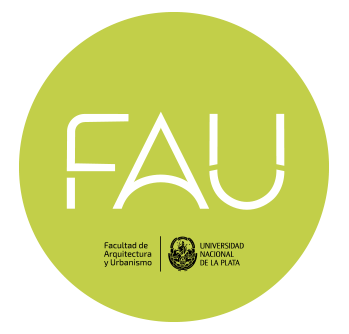 FAU
Facultad de
Arquitectura
y Urbanismo
UNIVERSIDAD
NACIONAL
DE LA PLATA